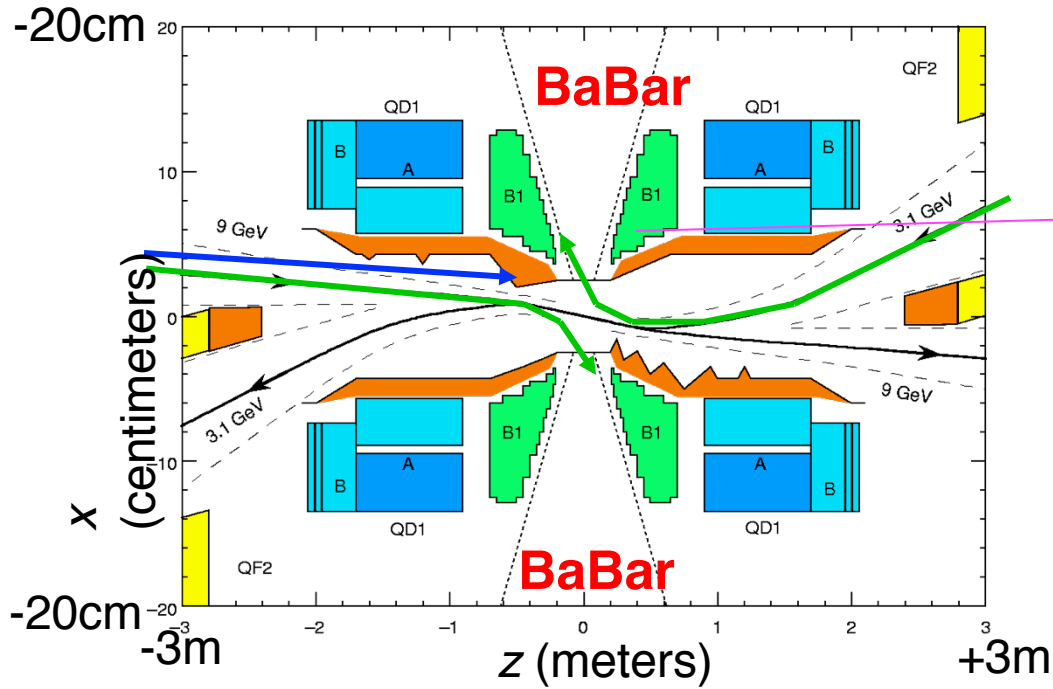 -20cm
20
BaBar
QF2
QD1
QD1
B
A
A
B
10
B1
B1
9 GeV
3.1 GeV
0
x
(centimeters)
3.1 GeV
9 GeV
B1
B1
−10
A
A
B
B
QD1
QD1
QF2
BaBar
-20cm
−20
−3
−2
−1
0
1
2
3
-3m
z (meters)
+3m